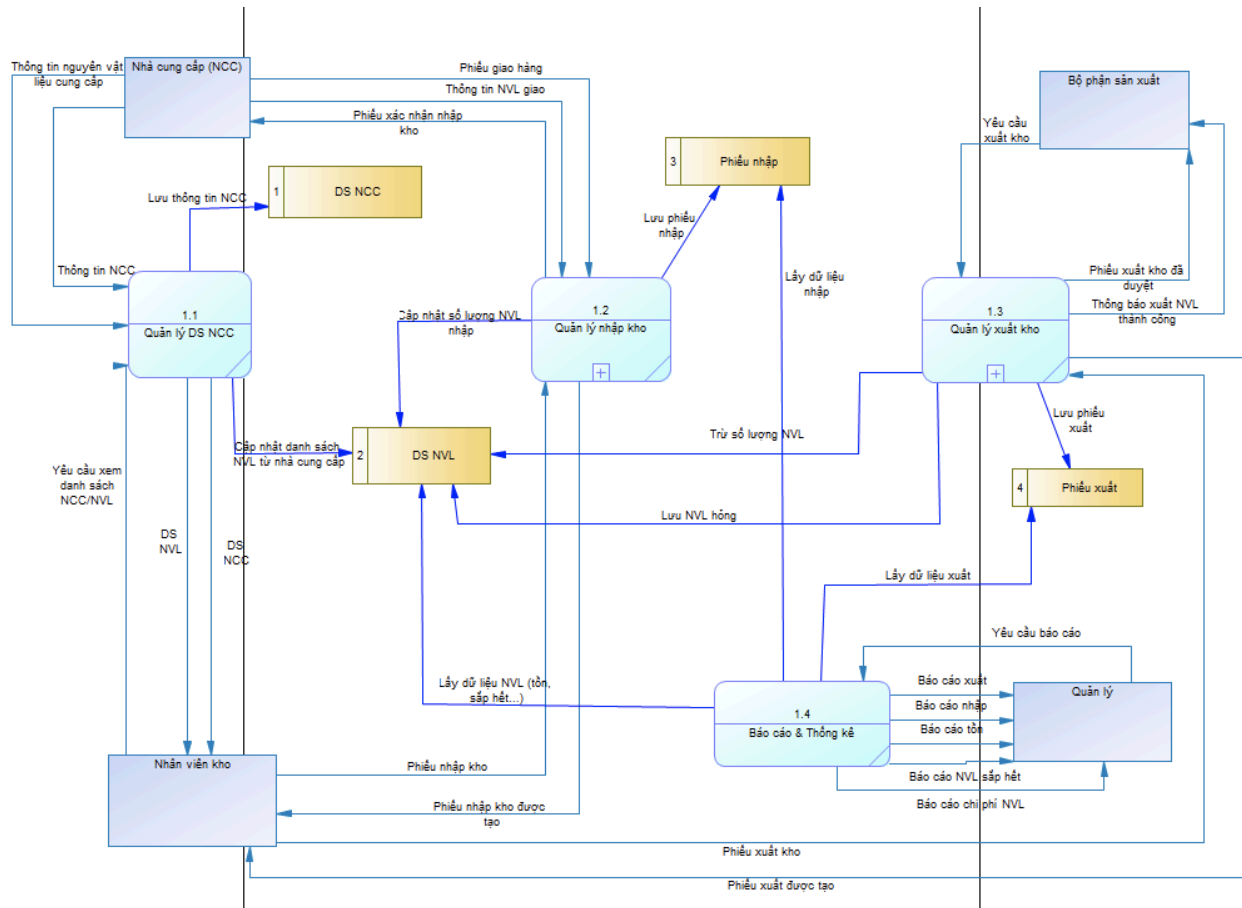 Thông tin nguyên vật
liệu cung cấp
Nhà cung cấp (NCC)
Phiếu giao hàng
Thông tin NVL giao
Phiếu xác nhận nhập
kho
Bộ phận sản xuất
Yêu cầu
xuất kho
3
Phiếu nhập
1
DS NCC
Lưu thông tin NCC
Lưu phiếu
nhập
Lấy dữ liệu
nhập
Thông tin NCC
Phiếu xuất kho đã
duyệt
Thông báo xuất NVL
thành công
1.1
Quản lý DS NCC
1.2
Quản lý nhập kho
1.3
Quản lý xuất kho
Cập nhật số lượng NVL
nhập
Lưu phiếu
xuất
Trừ số lượng NVL
Cập nhật danh sách
NVL từ nhà cung cấp
2
DS NVL
Yêu cầu xem
danh sách
NCC/NVL
4
Phiếu xuất
Lưu NVL hỏng
DS
NVL
DS
NCC
Lấy dữ liệu xuất
Yêu cầu báo cáo
Lấy dữ liệu NVL (tồn,
sắp hết...)
1.4
Báo cáo & Thống kê
Báo cáo xuất
Báo cáo nhập
Báo cáo tồn
Báo cáo NVL sắp hết
Báo cáo chi phí NVL
Quản lý
Nhân viên kho
Phiếu nhập kho
Phiếu nhập kho được
tạo
Phiếu xuất kho
Phiếu xuất được tạo